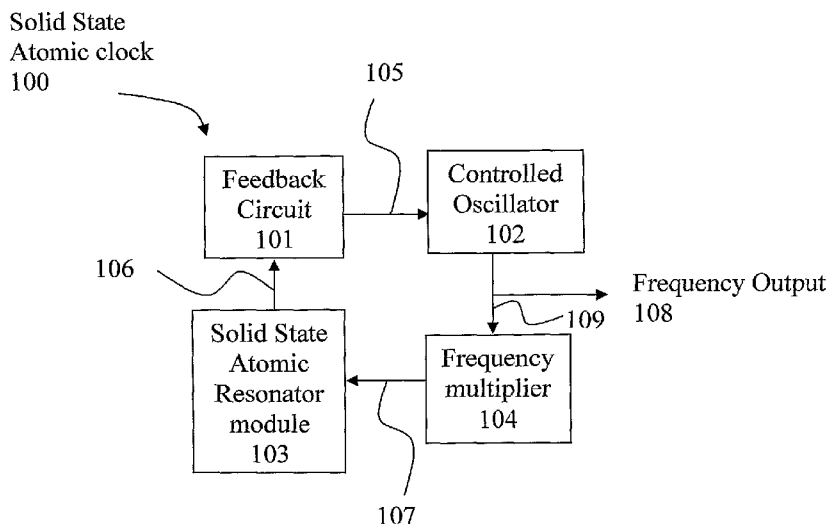 Solid State
Atomic clock
100
105
Feedback
Circuit
101
Controlled
Oscillator
102
106
Frequency Output
108
109
Solid State
Atomic
Resonator
module
103
Frequency
multiplier
104
107